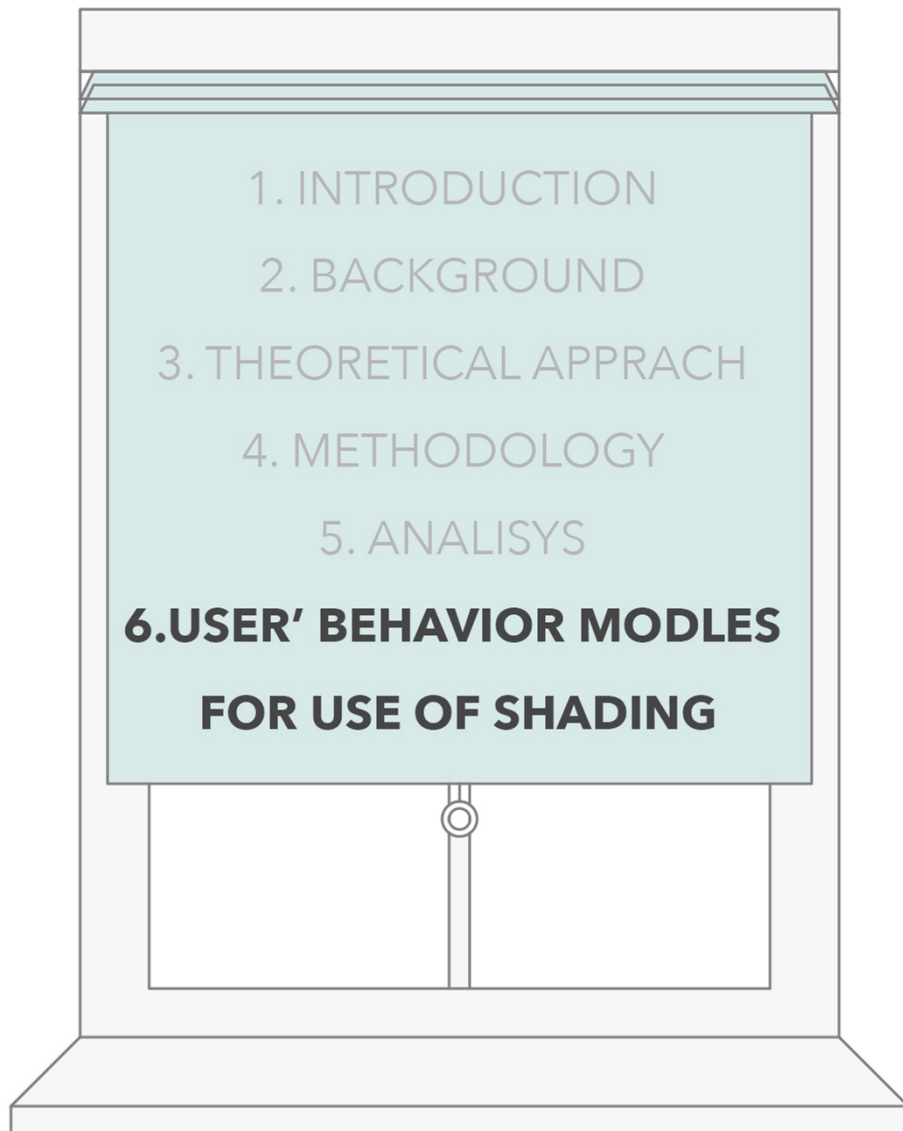 1. INTRODUCTION
2. BACKGROUND
3. THEORETICAL APPRACH
4. METHODOLOGY
5. ANALISYS
6.USER’ BEHAVIOR MODLES
FOR USE OF SHADING